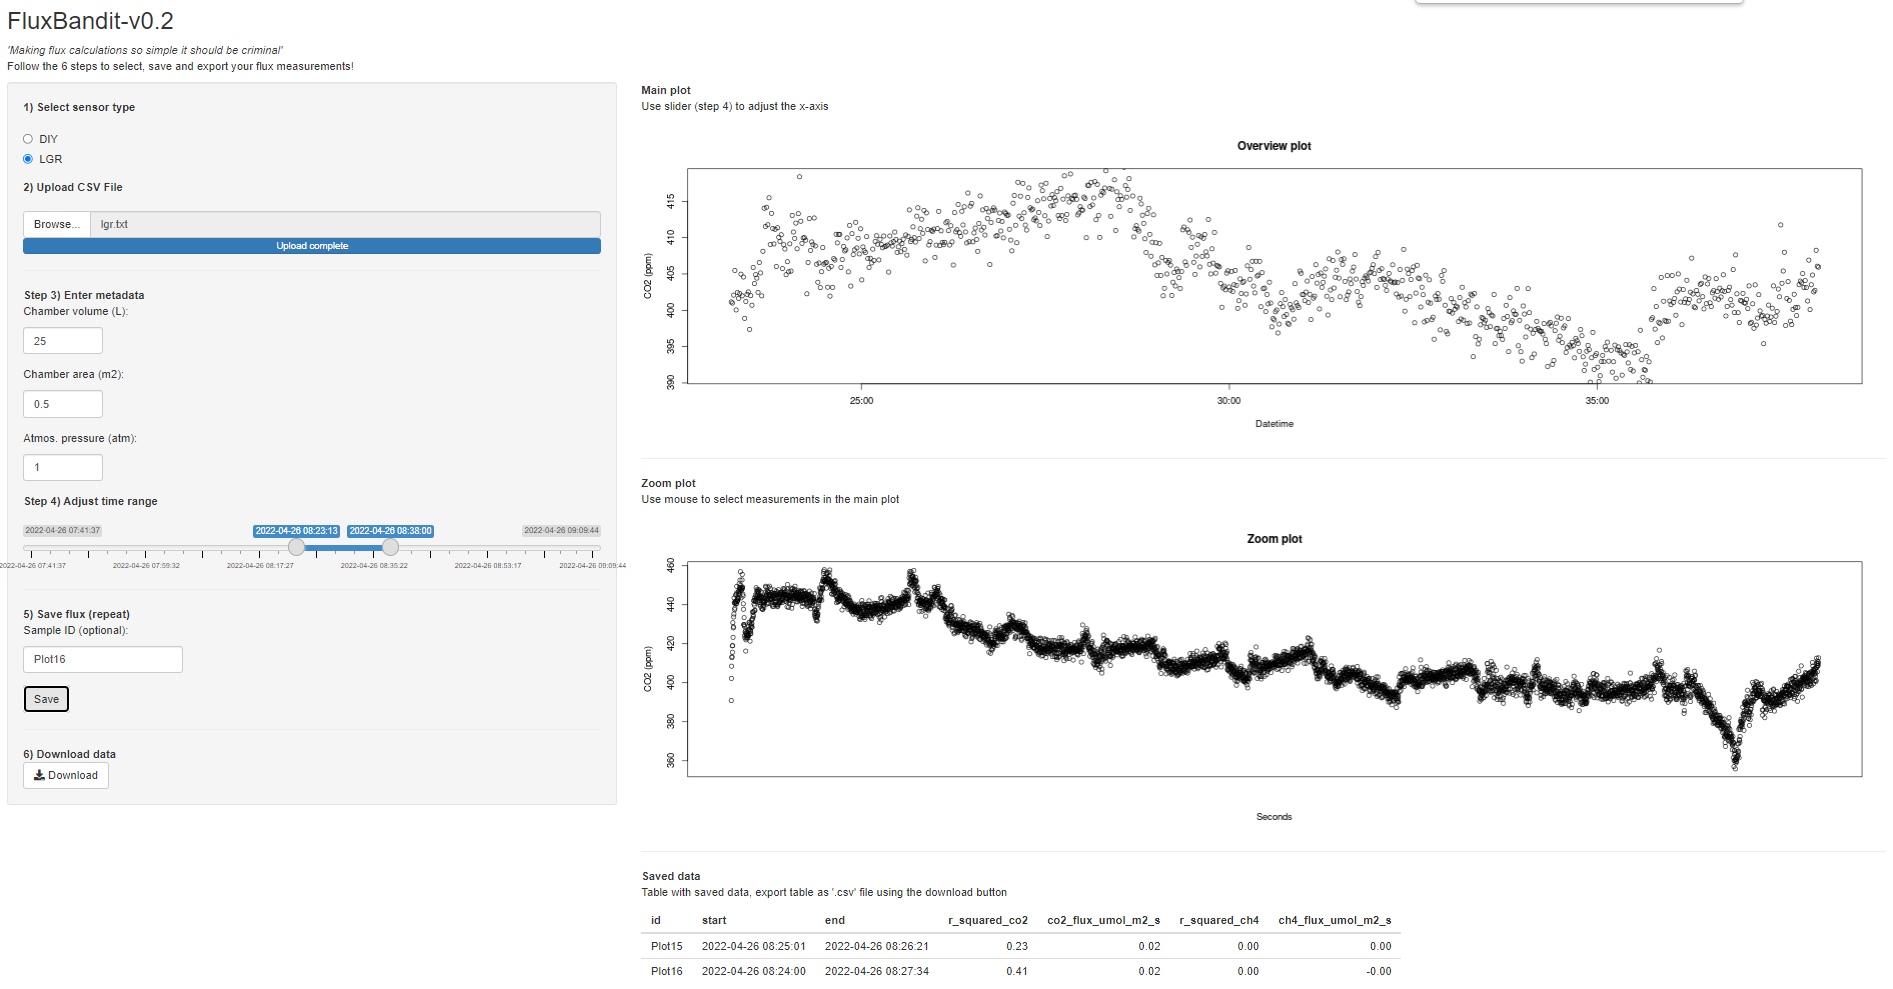 FluxBandit-v0.2
'Making flux calculations so simple it should be criminal'
Follow the 6 steps to select, save and export your flux measurements!
1) Select sensor type
DIY
LGR
2) Upload CSV File
Browse... lgr.txt
Upload complete
Step 3) Enter metadata
Chamber volume (L):
25
Chamber area (m2):
0.5
Atmos. pressure (atm):
1
Step 4) Adjust time range
2022-04-26 07:41:37 2022-04-26 08:23:13 2022-04-26 08:38:00 2022-04-26 09:09:44
2022-04-26 07:41:37 2022-04-26 07:59:32 2022-04-26 08:17:27 2022-04-26 08:35:22 2022-04-26 08:53:17 2022-04-26 09:09:44
5) Save flux (repeat)
Sample ID (optional):
Plot16
Save
6) Download data
Download
Main plot
Use slider (step 4) to adjust the x-axis
Overview plot
CO2 (ppm)
415
410
405
400
395
390
25:00 30:00 35:00
Datetime
Zoom plot
Use mouse to select measurements in the main plot
Zoom plot
CO2 (ppm)
460
440
420
400
380
360
Seconds
Saved data
Table with saved data, export table as '.csv' file using the download button
id start end r_squared_co2 co2_flux_umol_m2_s r_squared_ch4 ch4_flux_umol_m2_s
Plot15 2022-04-26 08:25:01 2022-04-26 08:26:21 0.23 0.02 0.00 0.00
Plot16 2022-04-26 08:24:00 2022-04-26 08:27:34 0.41 0.02 0.00 -0.00